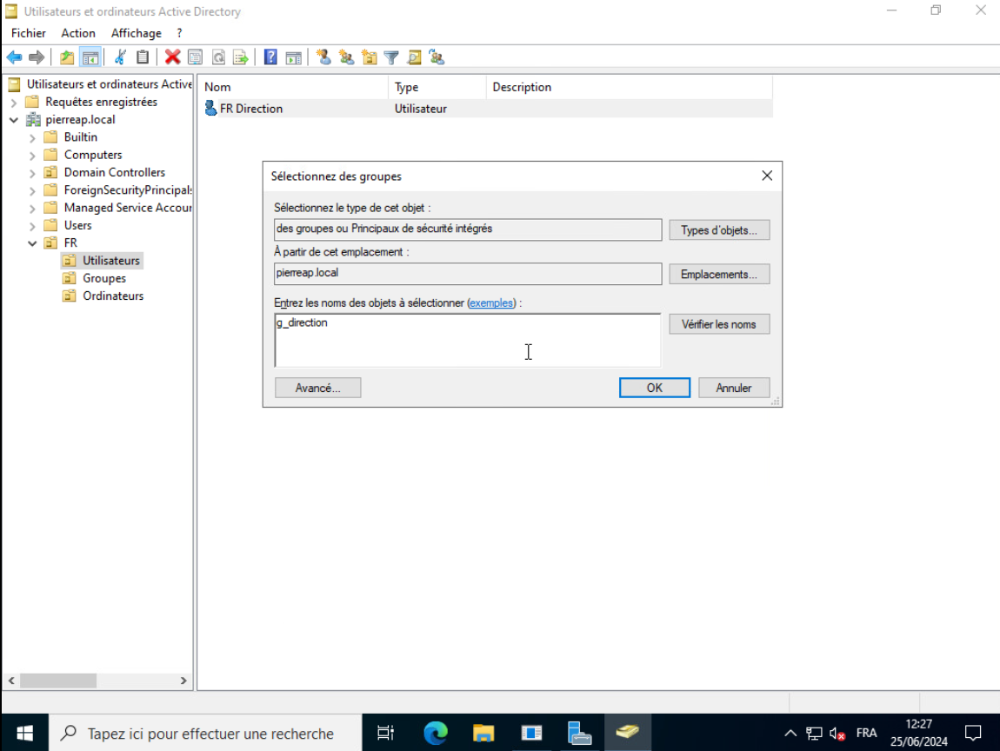 Utilisateurs et ordinateurs Active Directory
Fichier Action Affichage ?
Utilisateurs et ordinateurs Active
Requêtes enregistrées
pierreap.local
Builtin
Computers
Domain Controllers
ForeignSecurityPrincipals
Managed Service Accour
Users
FR
Utilisateurs
Groupes
Ordinateurs
Nom Type Description
FR Direction Utilisateur
Sélectionnez des groupes
Sélectionnez le type de cet objet :
des groupes ou Principaux de sécurité intégrés
Types d'objets...
À partir de cet emplacement :
pierreap.local
Emplacements...
Entrez les noms des objets à sélectionner (exemples) :
g_direction
Vérifier les noms
Avancé...
OK
Annuler
Tapez ici pour effectuer une recherche
FRA
12:27
25/06/2024